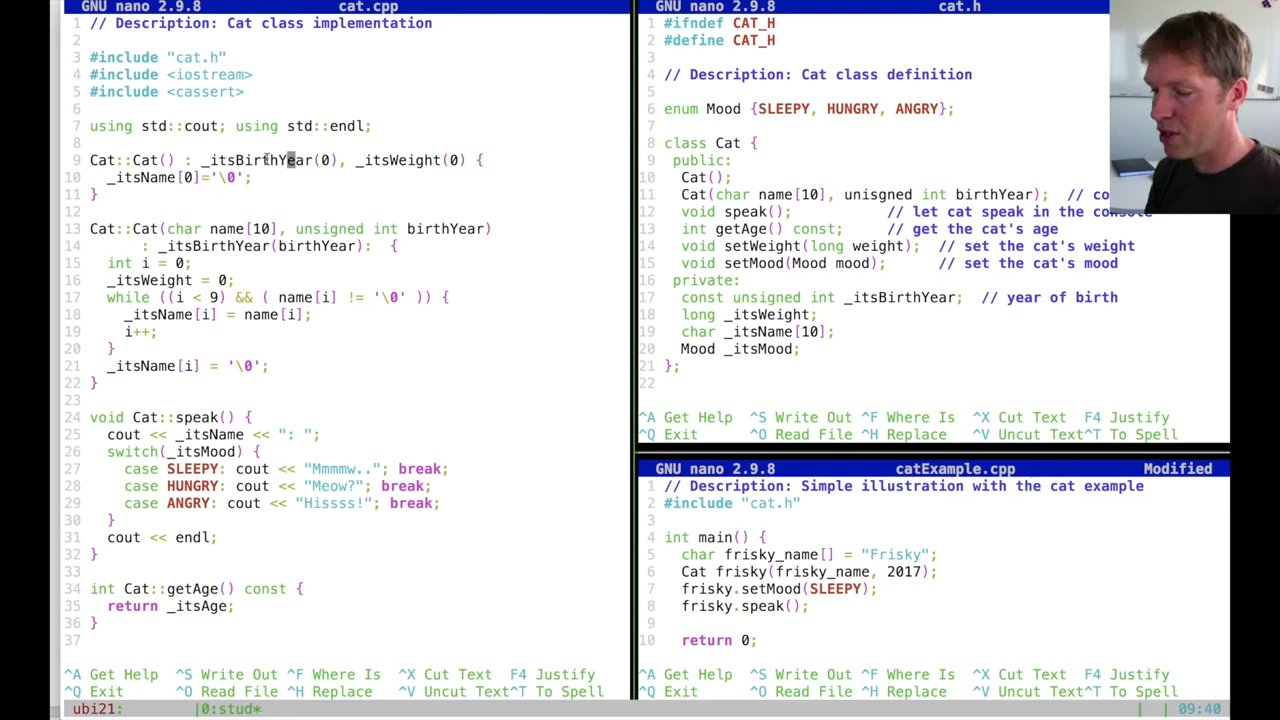 GNU nano 2.9.8 cat.cpp
1 // Description: Cat class implementation
2
3 #include "cat.h"
4 #include <iostream>
5 #include <cassert>
6
7 using std::cout; using std::endl;
8
9 Cat::Cat() : _itsBirthYear(0), _itsWeight(0) {
10 _itsName[0]='\0';
11 }
12
13 Cat::Cat(char name[10], unsigned int birthYear)
14 : _itsBirthYear(birthYear): {
15 int i = 0;
16 _itsWeight = 0;
17 while ((i < 9) && ( name[i] != '\0' )) {
18 _itsName[i] = name[i];
19 i++;
20 }
21 _itsName[i] = '\0';
22 }
23
24 void Cat::speak() {
25 cout << _itsName << ": ";
26 switch(_itsMood) {
27 case SLEEPY: cout << "Mmmmw.."; break;
28 case HUNGRY: cout << "Meow?"; break;
29 case ANGRY: cout << "Hissss!"; break;
30 }
31 cout << endl;
32 }
33
34 int Cat::getAge() const {
35 return _itsAge;
36 }
37
^A Get Help ^S Write Out ^F Where Is ^X Cut Text F4 Justify
^Q Exit ^O Read File ^H Replace ^V Uncut Text^T To Spell
GNU nano 2.9.8 cat.h
1 #ifndef CAT_H
2 #define CAT_H
3
4 // Description: Cat class definition
5
6 enum Mood {SLEEPY, HUNGRY, ANGRY};
7
8 class Cat {
9 public:
10 Cat();
11 Cat(char name[10], unisgned int birthYear); //
12 void speak(); // let cat speak in the console
13 int getAge() const; // get the cat's age
14 void setWeight(long weight); // set the cat's weight
15 void setMood(Mood mood); // set the cat's mood
16 private:
17 const unsigned int _itsBirthYear; // year of birth
18 long _itsWeight;
19 char _itsName[10];
20 Mood _itsMood;
21 };
22
^A Get Help ^S Write Out ^F Where Is ^X Cut Text F4 Justify
^Q Exit ^O Read File ^H Replace ^V Uncut Text^T To Spell
GNU nano 2.9.8 catExample.cpp Modified
1 // Description: Simple illustration with the cat example
2 #include "cat.h"
3
4 int main() {
5 char frisky_name[] = "Frisky";
6 Cat frisky(frisky_name, 2017);
7 frisky.setMood(SLEEPY);
8 frisky.speak();
10 return 0;
^A Get Help ^S Write Out ^F Where Is ^X Cut Text F4 Justify
^Q Exit ^O Read File ^H Replace ^V Uncut Text^T To Spell
ubi21: |0:stud* | | 09:40